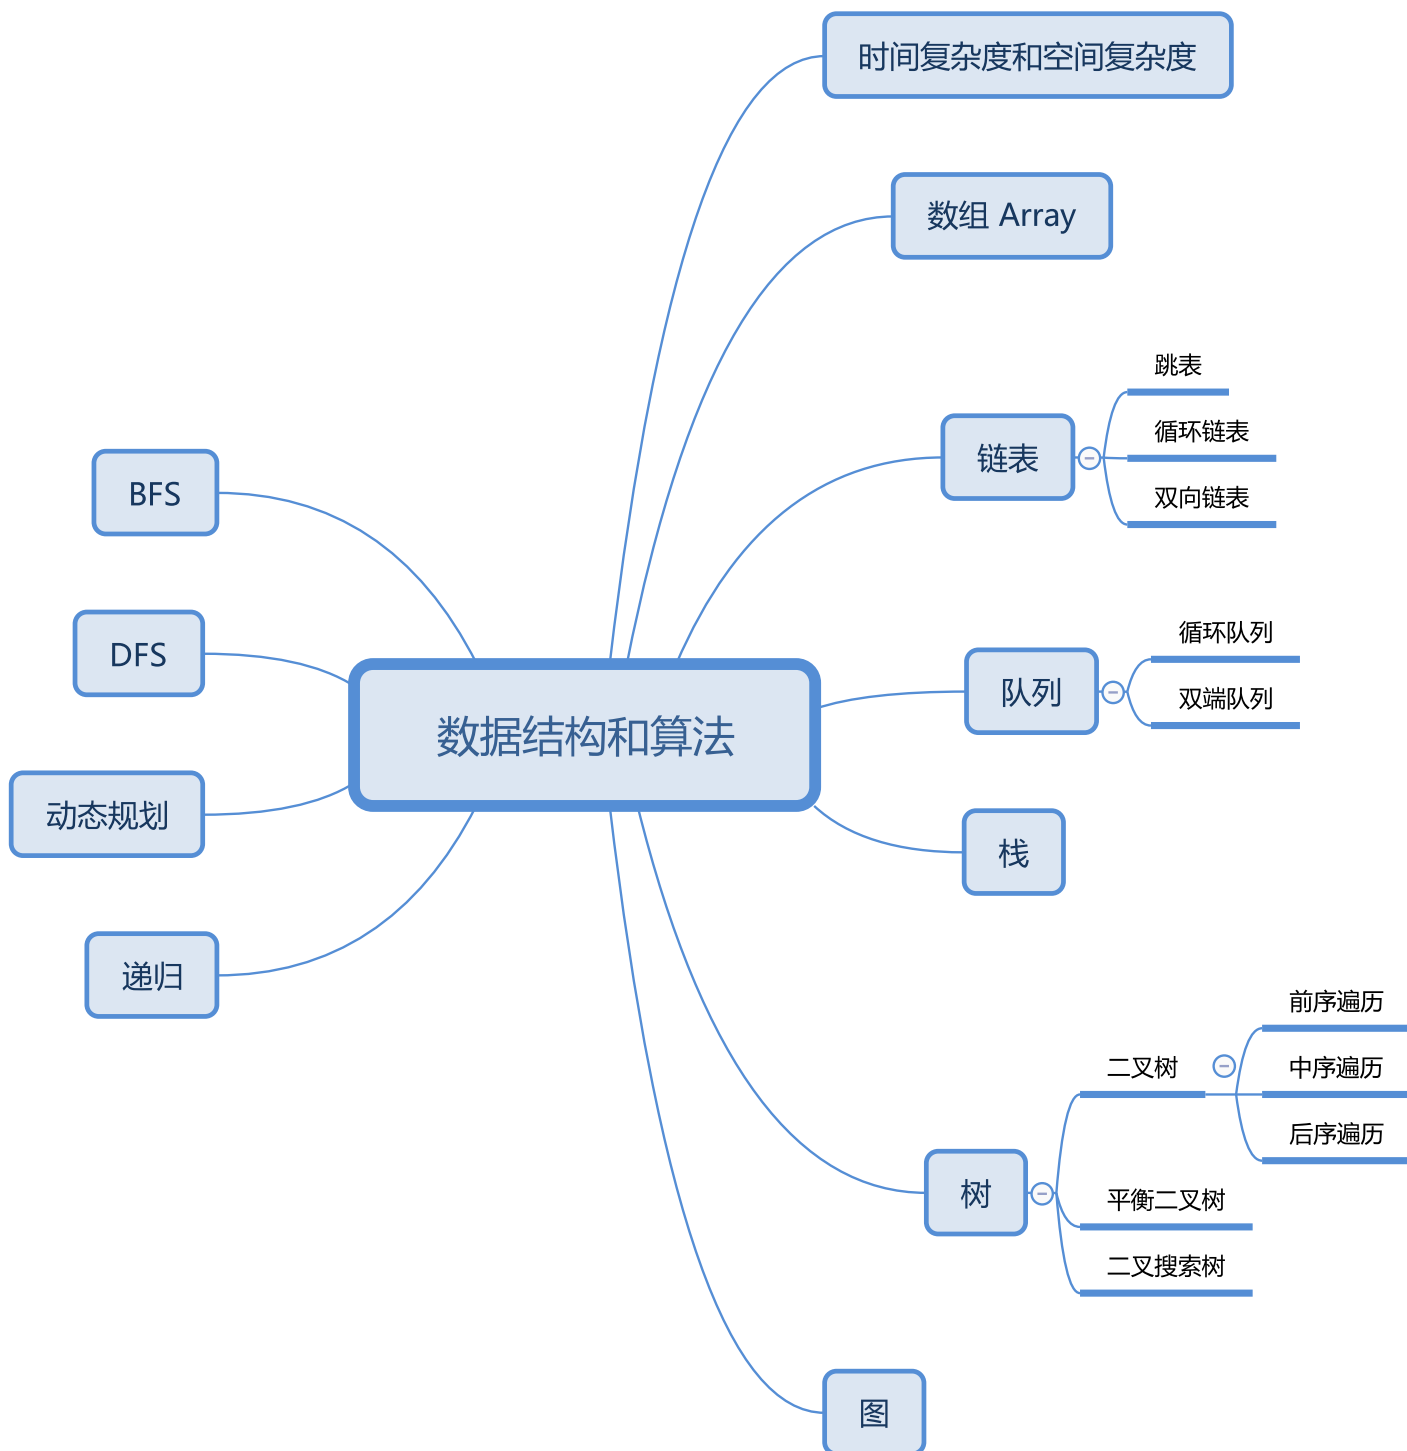 时间复杂度和空间复杂度
数组 Array
链表
跳表
循环链表
双向链表
队列
循环队列
双端队列
栈
树
二叉树
前序遍历
中序遍历
后序遍历
平衡二叉树
二叉搜索树
图
数据结构和算法
BFS
DFS
动态规划
递归